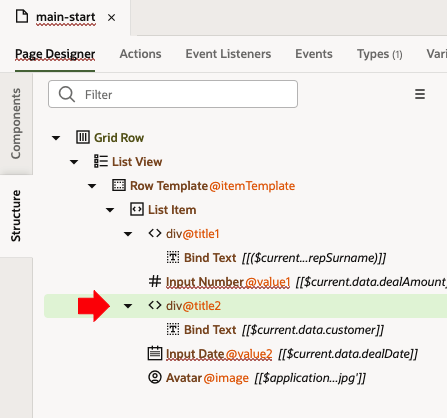 main-start ×
Page Designer Actions Event Listeners Events Types (1) Vari
Components
Structure
Filter
Grid Row
List View
Row Template@itemTemplate
List Item
<> div@title1
Bind Text [[($current...repSurname)]]
# Input Number@value1 [[$current.data.dealAmount
<> div@title2
Bind Text [[$current.data.customer]]
Input Date@value2 [[$current.data.dealDate]]
Avatar@image [[$application...jpg']]